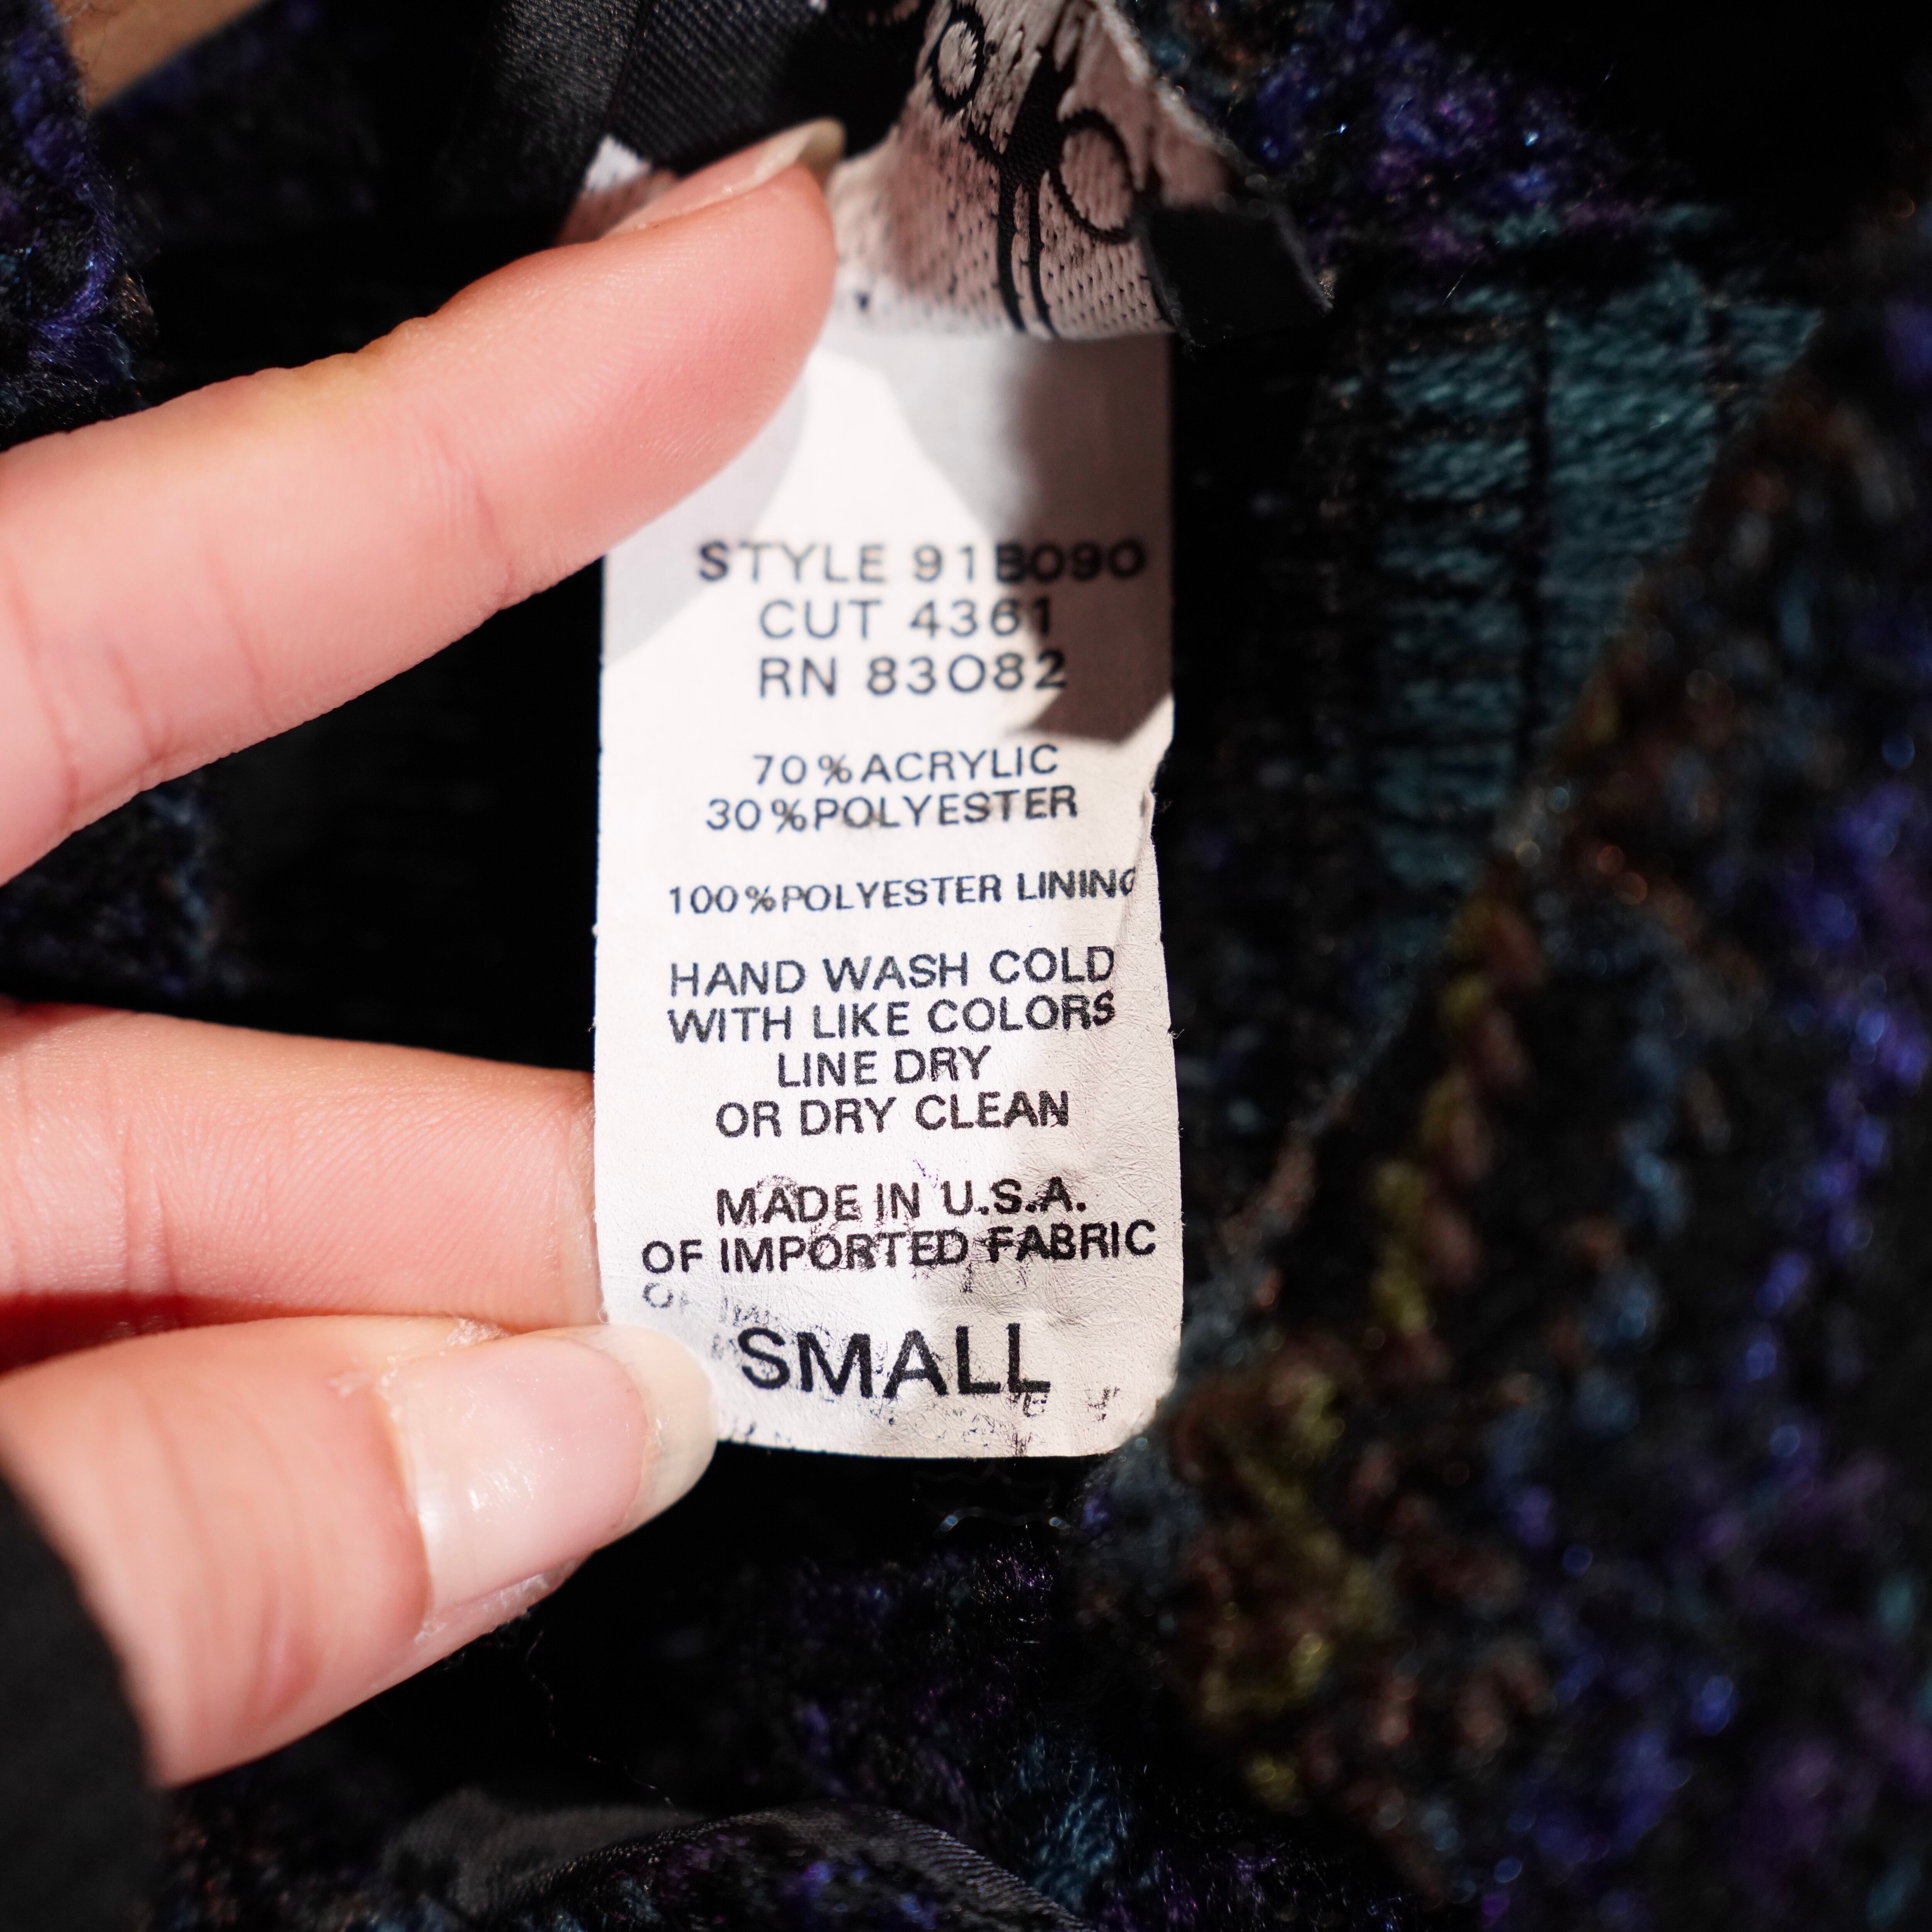 STYLE 91B090
CUT 4361
RN 83082
70%ACRYLIC
30%POLYESTER
100%POLYESTER LINING
HAND WASH COLD
WITH LIKE COLORS
LINE DRY
OR DRY CLEAN
MADE IN U.S.A.
OF IMPORTED FABRIC
SMALL